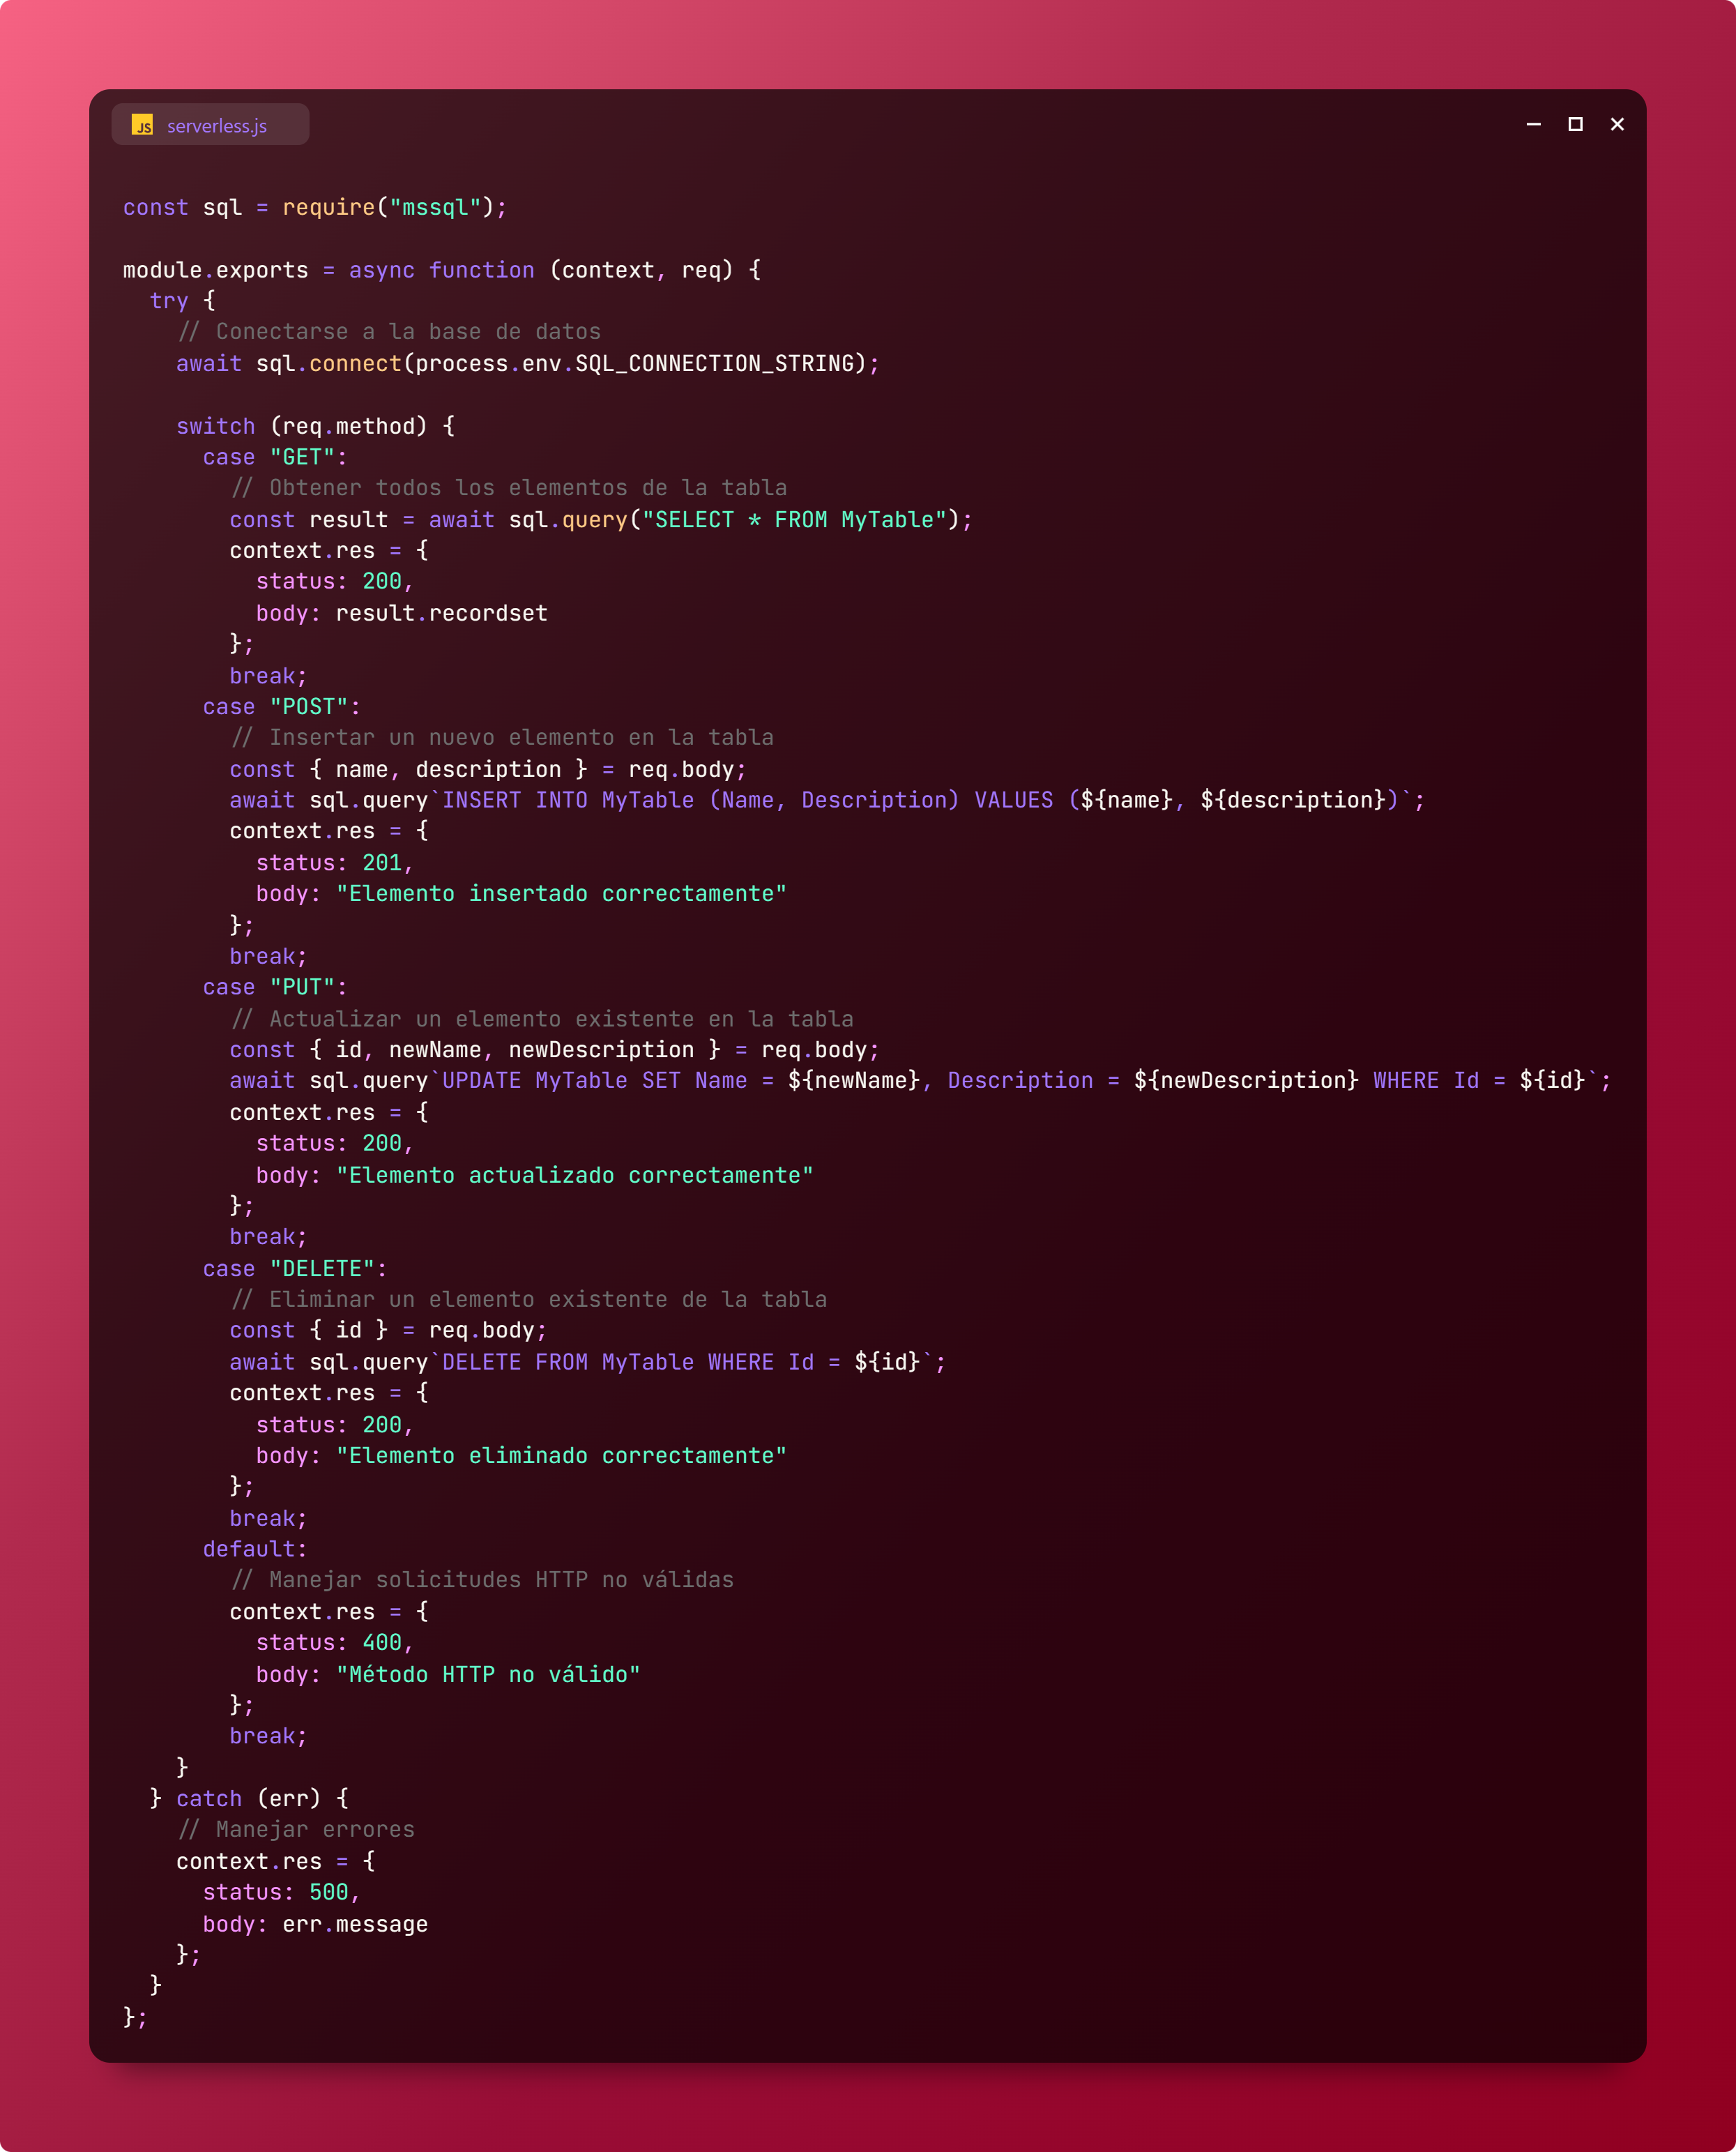 JS serverless.js
const sql = require("mssql");
module.exports = async function (context, req) {
  try {
    // Conectarse a la base de datos
    await sql.connect(process.env.SQL_CONNECTION_STRING);
    switch (req.method) {
      case "GET":
        // Obtener todos los elementos de la tabla
        const result = await sql.query("SELECT * FROM MyTable");
        context.res = {
          status: 200,
          body: result.recordset
        };
        break;
      case "POST":
        // Insertar un nuevo elemento en la tabla
        const { name, description } = req.body;
        await sql.query`INSERT INTO MyTable (Name, Description) VALUES (${name}, ${description})`;
        context.res = {
          status: 201,
          body: "Elemento insertado correctamente"
        };
        break;
      case "PUT":
        // Actualizar un elemento existente en la tabla
        const { id, newName, newDescription } = req.body;
        await sql.query`UPDATE MyTable SET Name = ${newName}, Description = ${newDescription} WHERE Id = ${id}`;
        context.res = {
          status: 200,
          body: "Elemento actualizado correctamente"
        };
        break;
      case "DELETE":
        // Eliminar un elemento existente de la tabla
        const { id } = req.body;
        await sql.query`DELETE FROM MyTable WHERE Id = ${id}`;
        context.res = {
          status: 200,
          body: "Elemento eliminado correctamente"
        };
        break;
      default:
        // Manejar solicitudes HTTP no válidas
        context.res = {
          status: 400,
          body: "Método HTTP no válido"
        };
        break;
    }
  } catch (err) {
    // Manejar errores
    context.res = {
      status: 500,
      body: err.message
    };
  }
};